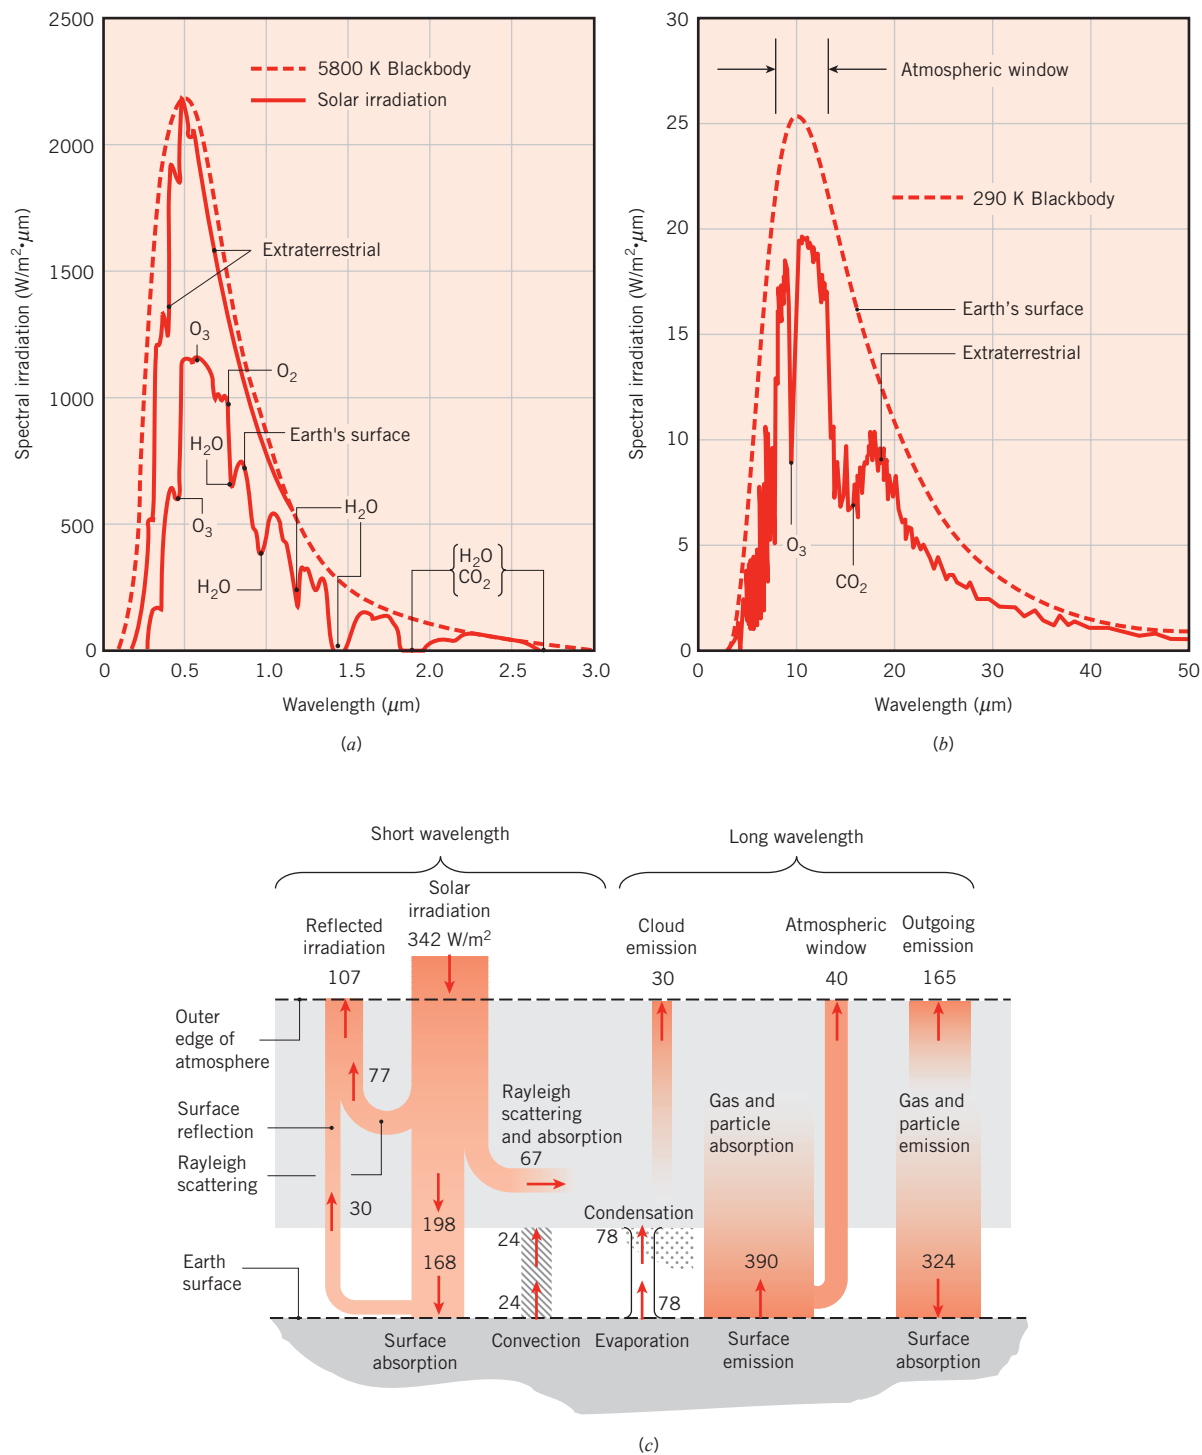 2500
2000
1500
1000
500
0
Spectral irradiation (W/m²•μm)
5800 K Blackbody
Solar irradiation
Extraterrestrial
O₃
O₂
H₂O
Earth's surface
O₃
H₂O
H₂O
H₂O
CO₂
0
0.5
1.0
1.5
2.0
2.5
3.0
Wavelength (μm)
(a)
30
25
20
15
10
5
0
Spectral irradiation (W/m²•μm)
Atmospheric window
290 K Blackbody
Earth's surface
Extraterrestrial
O₃
CO₂
0
10
20
30
40
50
Wavelength (μm)
(b)
Short wavelength
Long wavelength
Solar
irradiation
342 W/m²
Reflected
irradiation
107
Cloud
emission
30
Atmospheric
window
40
Outgoing
emission
165
Outer
edge of
atmosphere
77
Surface
reflection
Rayleigh
scattering
30
Rayleigh
scattering
and absorption
67
Gas and
particle
absorption
Gas and
particle
emission
198
168
Condensation
24
78
24
78
390
324
Earth
surface
Surface
absorption
Convection
Evaporation
Surface
emission
Surface
absorption
(c)